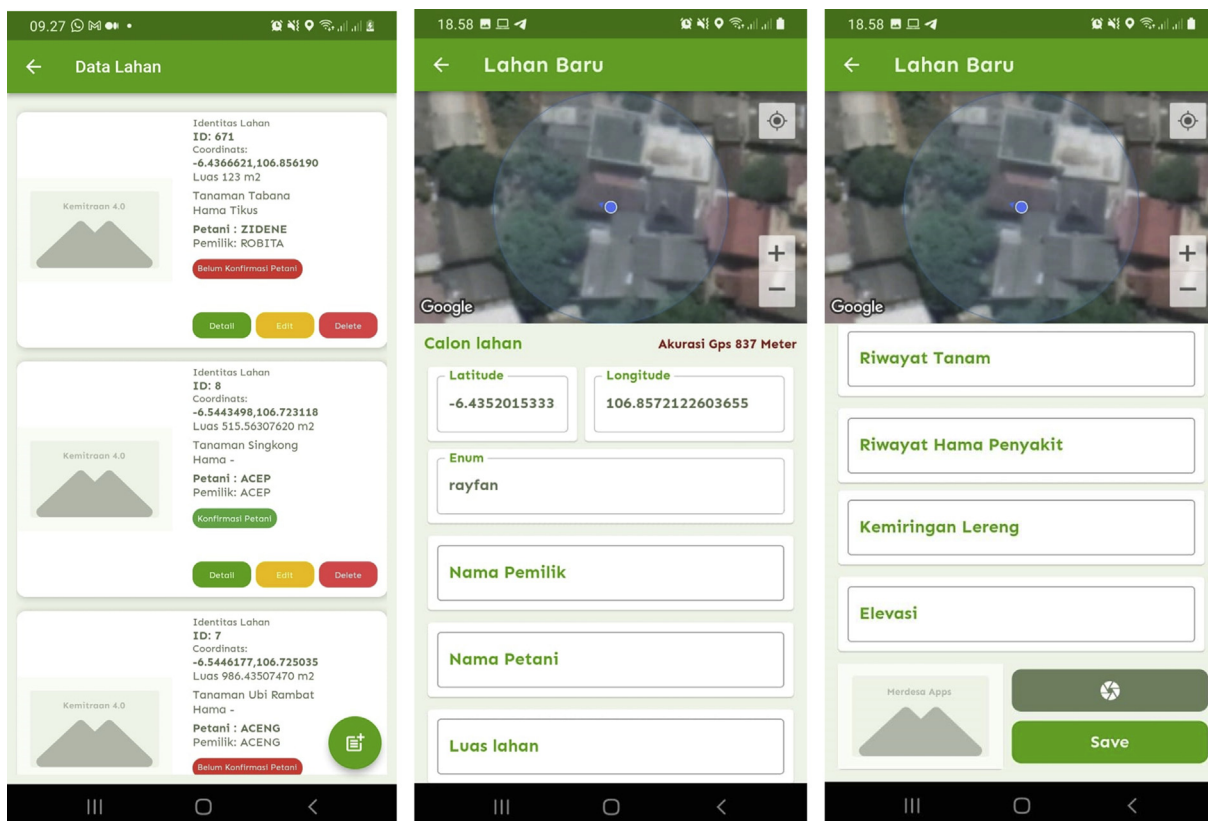 09.27
Data Lahan
Identitas Lahan
ID: 671
Coordinats:
-6.4366621,106.856190
Luas 123 m2
Tanaman Tabana
Hama Tikus
Petani : ZIDENE
Pemilik: ROBITA
Belum Konfirmasi Petani
Kemitraan 4.0
Detail Edit Delete
Identitas Lahan
ID: 8
Coordinats:
-6.5443498,106.723118
Luas 515.56307620 m2
Tanaman Singkong
Hama -
Petani : ACEP
Pemilik: ACEP
Konfirmasi Petani
Kemitraan 4.0
Detail Edit Delete
Identitas Lahan
ID: 7
Coordinats:
-6.5446177,106.725035
Luas 986.43507470 m2
Tanaman Ubi Rambat
Hama -
Petani : ACENG
Pemilik: ACENG
Belum Konfirmasi Petani
Kemitraan 4.0
18.58
Lahan Baru
Google
Calon lahan Akurasi Gps 837 Meter
Latitude Longitude
-6.4352015333 106.8572122603655
Enum
rayfan
Nama Pemilik
Nama Petani
Luas lahan
18.58
Lahan Baru
Google
Riwayat Tanam
Riwayat Hama Penyakit
Kemiringan Lereng
Elevasi
Merdesa Apps
Save